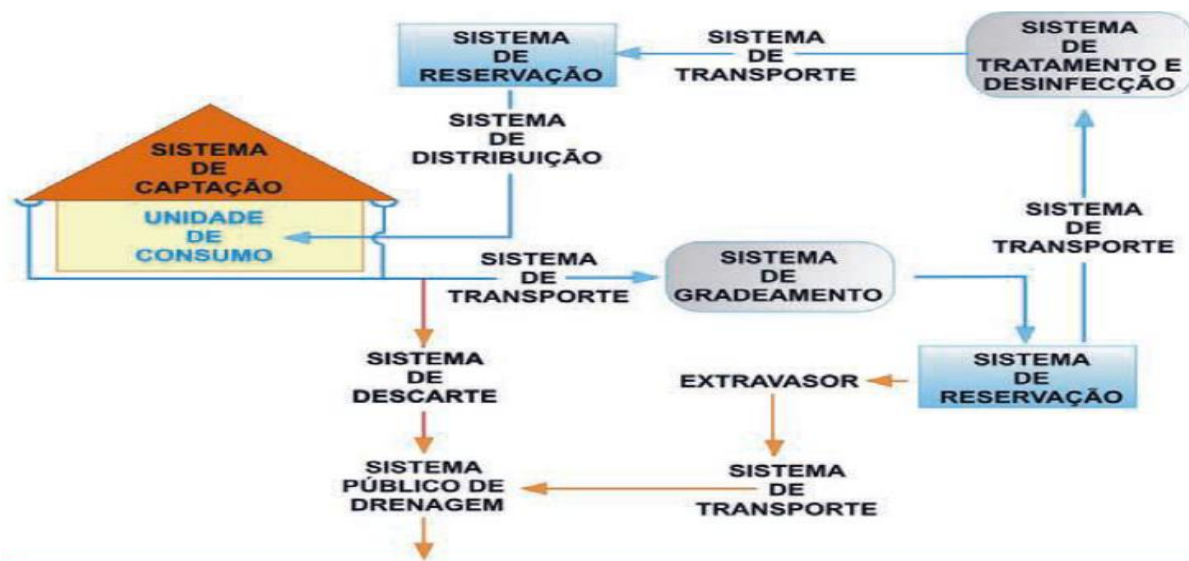 SISTEMA
DE
RESERVAÇÃO
SISTEMA
DE
TRANSPORTE
SISTEMA
DE
TRATAMENTO E
DESINFECÇÃO
SISTEMA
DE
DISTRIBUIÇÃO
SISTEMA
DE
CAPTAÇÃO
UNIDADE
DE
CONSUMO
SISTEMA
DE
TRANSPORTE
SISTEMA
DE
TRANSPORTE
SISTEMA
DE
GRADEAMENTO
SISTEMA
DE
RESERVAÇÃO
SISTEMA
DE
DESCARTE
EXTRAVASOR
SISTEMA
PÚBLICO DE
DRENAGEM
SISTEMA
DE
TRANSPORTE